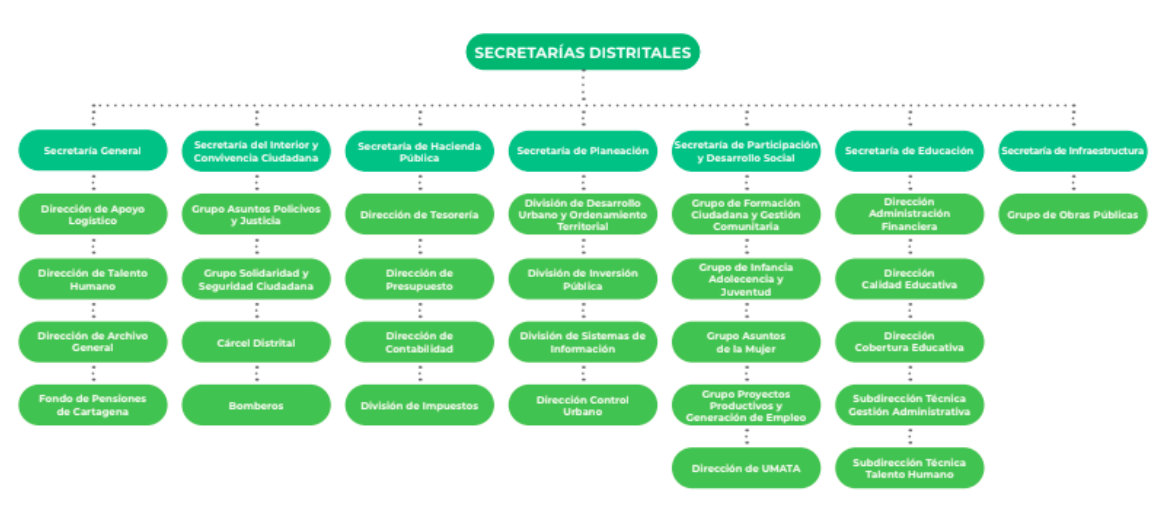 SECRETARÍAS DISTRITALES
Secretaría General
Dirección de Apoyo
Logístico
Dirección de Talento
Humano
Dirección de Archivo
General
Fondo de Pensiones
de Cartagena
Secretaría del Interior y
Convivencia Ciudadana
Grupo Asuntos Policivos
y Justicia
Grupo Solidaridad y
Seguridad Ciudadana
Cárcel Distrital
Bomberos
Secretaría de Hacienda
Pública
Dirección de Tesorería
Dirección de
Presupuesto
Dirección de
Contabilidad
División de Impuestos
Secretaría de Planeación
División de Desarrollo
Urbano y Ordenamiento
Territorial
División de Inversión
Pública
División de Sistemas de
Información
Dirección Control
Urbano
Secretaría de Participación
y Desarrollo Social
Grupo de Formación
Ciudadana y Gestión
Comunitaria
Grupo de Infancia
Adolecencia y
Juventud
Grupo Asuntos
de la Mujer
Grupo Proyectos
Productivos y
Generación de Empleo
Dirección de UMATA
Secretaría de Educación
Dirección
Administración
Financiera
Dirección
Calidad Educativa
Dirección
Cobertura Educativa
Subdirección Técnica
Gestión Administrativa
Subdirección Técnica
Talento Humano
Secretaría de Infraestructura
Grupo de Obras Públicas